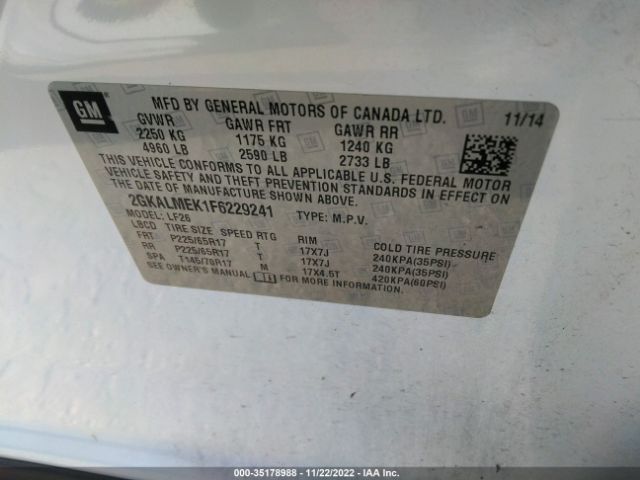 GM
MFD BY GENERAL MOTORS OF CANADA LTD. 11/14
GVWR GAWR FRT GAWR RR
2250 KG 1175 KG 1240 KG
4960 LB 2590 LB 2733 LB
THIS VEHICLE CONFORMS TO ALL APPLICABLE U.S. FEDERAL MOTOR
VEHICLE SAFETY AND THEFT PREVENTION STANDARDS IN EFFECT ON
THE DATE OF MANUFACTURE SHOWN ABOVE.
2GKALMEK1F6229241 TYPE: M.P.V.
MODEL: LF26
LBCD TIRE SIZE SPEED RTG RIM COLD TIRE PRESSURE
FRT P225/65R17 T 17X7J 240KPA(35PSI)
RR P225/65R17 T 17X7J 240KPA(35PSI)
SPA T145/70R17 M 17X4.5T 420KPA(60PSI)
SEE OWNER'S MANUAL FOR MORE INFORMATION.
000-35178988 — 11/22/2022 — IAA Inc.